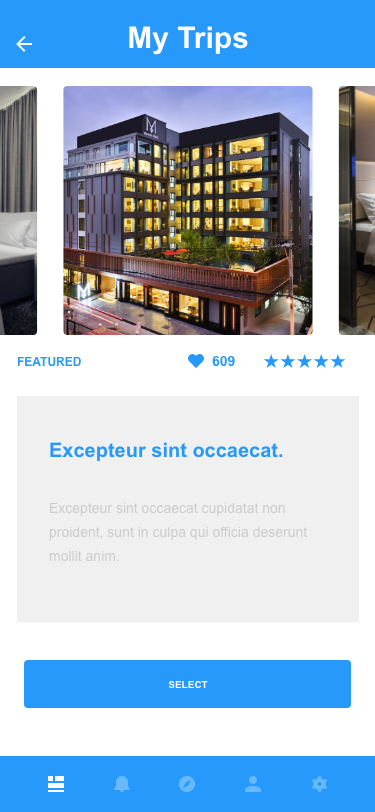 My Trips
M
M
FEATURED
609
Excepteur sint occaecat.
Excepteur sint occaecat cupidatat non
proident, sunt in culpa qui officia deserunt
mollit anim.
SELECT